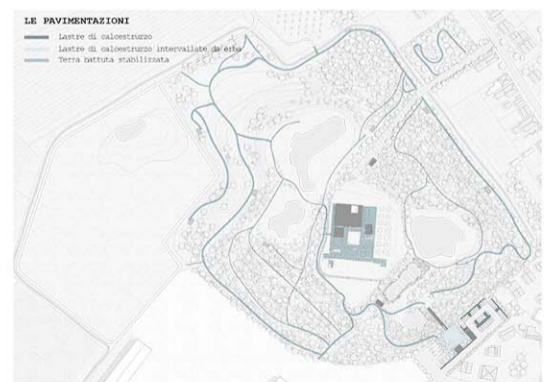 LE PAVIMENTAZIONI
Lastre di calcestruzzo
Lastre di calcestruzzo intervallate da erba
Terra battuta stabilizzata